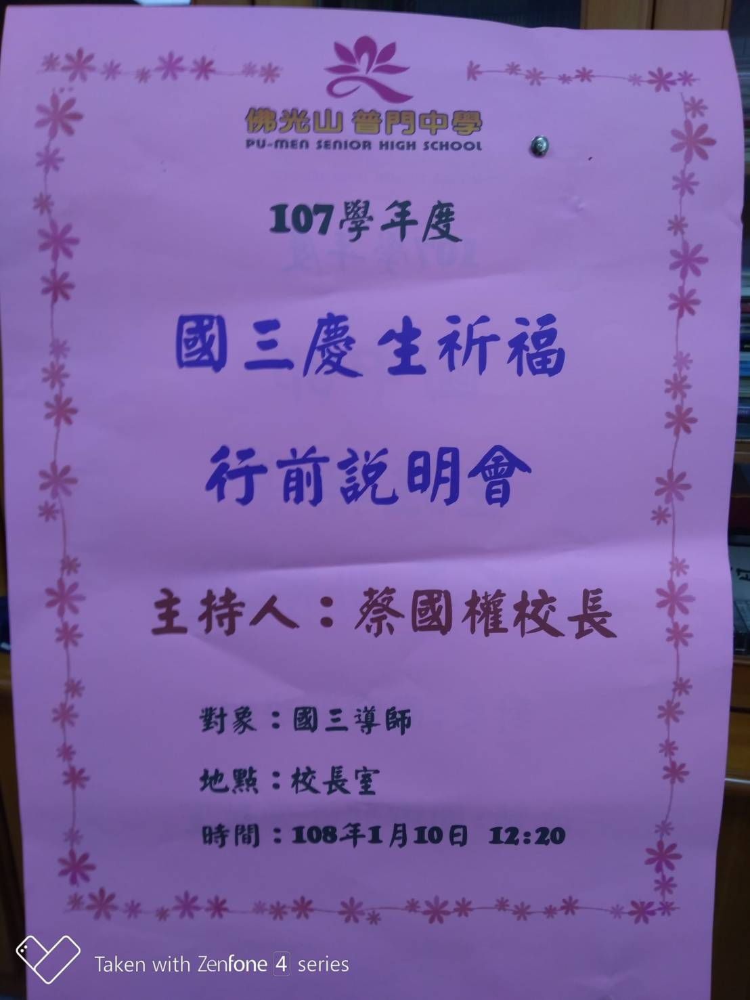 佛光山 普門中學
PU-MEN SENIOR HIGH SCHOOL
107學年度
國三慶生祈福
行前說明會
主持人：蔡國權校長
對象：國三導師
地點：校長室
時間：108年1月10日 12:20
Taken with Zenfone 4 series